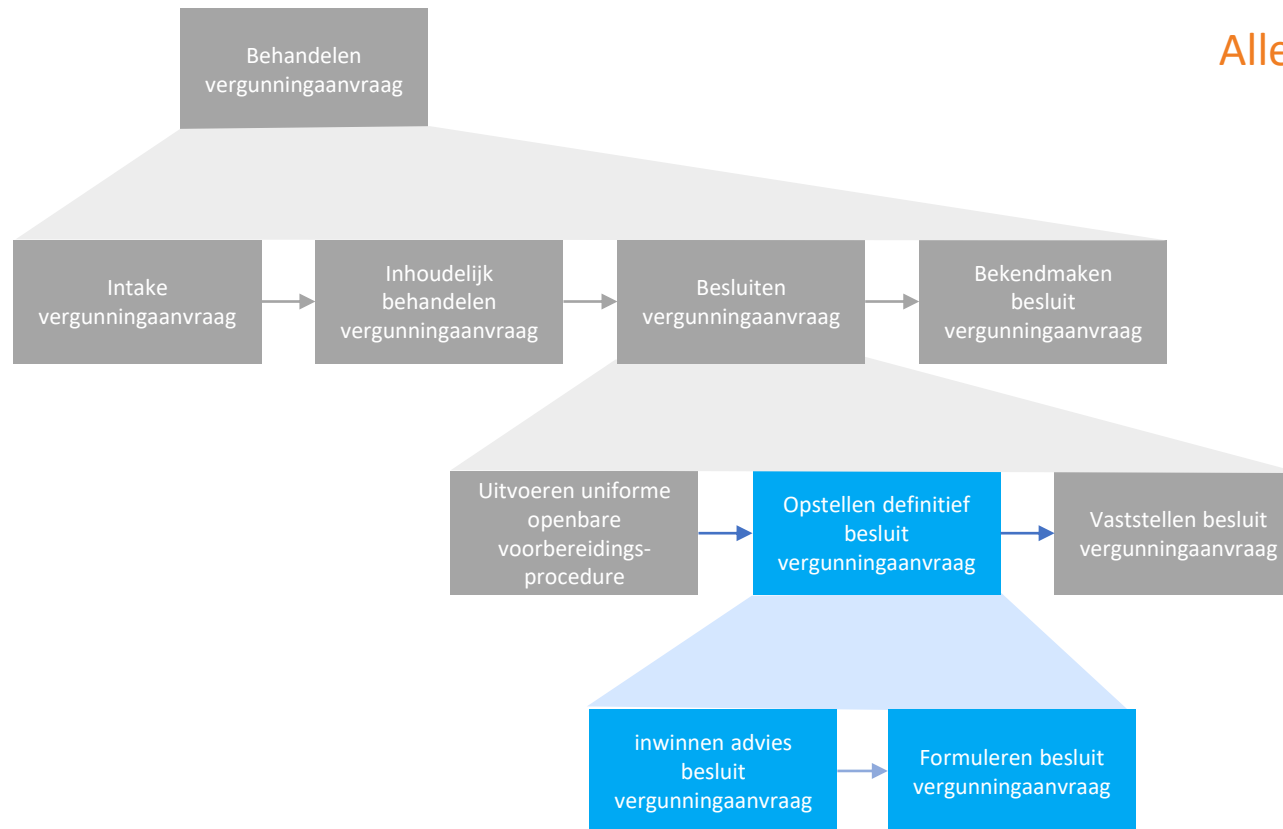 Alle
Behandelen
vergunningaanvraag
Intake
vergunningaanvraag
Inhoudelijk
behandelen
vergunningaanvraag
Besluiten
vergunningaanvraag
Bekendmaken
besluit
vergunningaanvraag
Uitvoeren uniforme
openbare
voorbereidings-
procedure
Opstellen definitief
besluit
vergunningaanvraag
Vaststellen besluit
vergunningaanvraag
inwinnen advies
besluit
vergunningaanvraag
Formuleren besluit
vergunningaanvraag